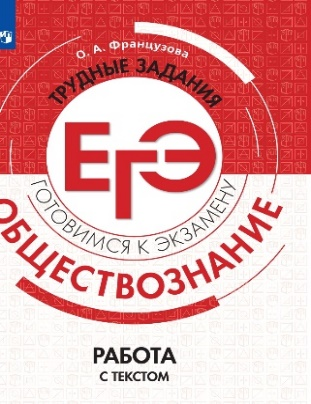 О. А. Французова
ТРУДНЫЕ ЗАДАНИЯ
ЕГЭ
ГОТОВИМСЯ К ЭКЗАМЕНУ
ОБЩЕСТВОЗНАНИЕ
РАБОТА
С ТЕКСТОМ